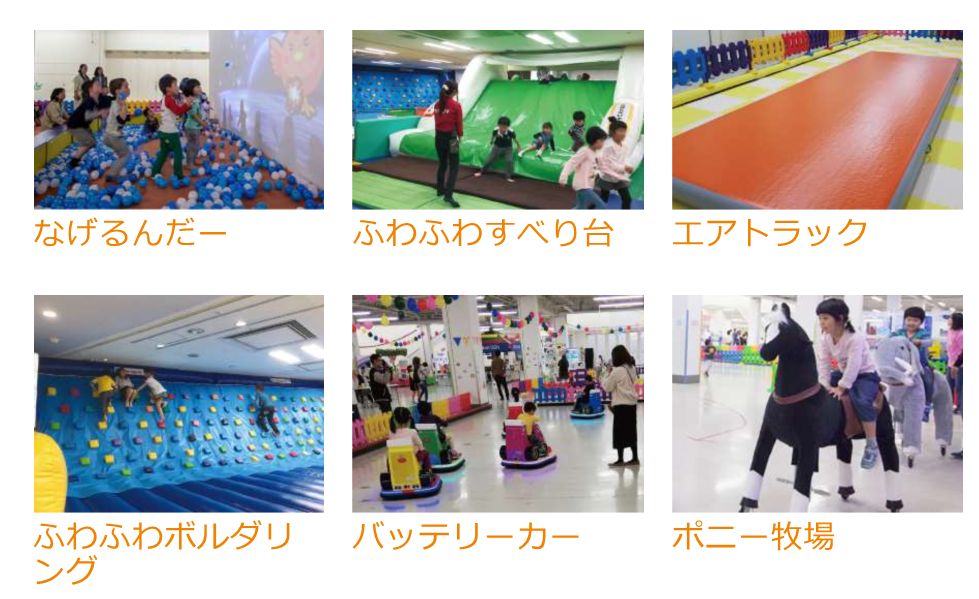 なげるんだー
ふわふわすべり台
エアトラック
ふわふわボルダリ
ング
バッテリーカー
ポニー牧場